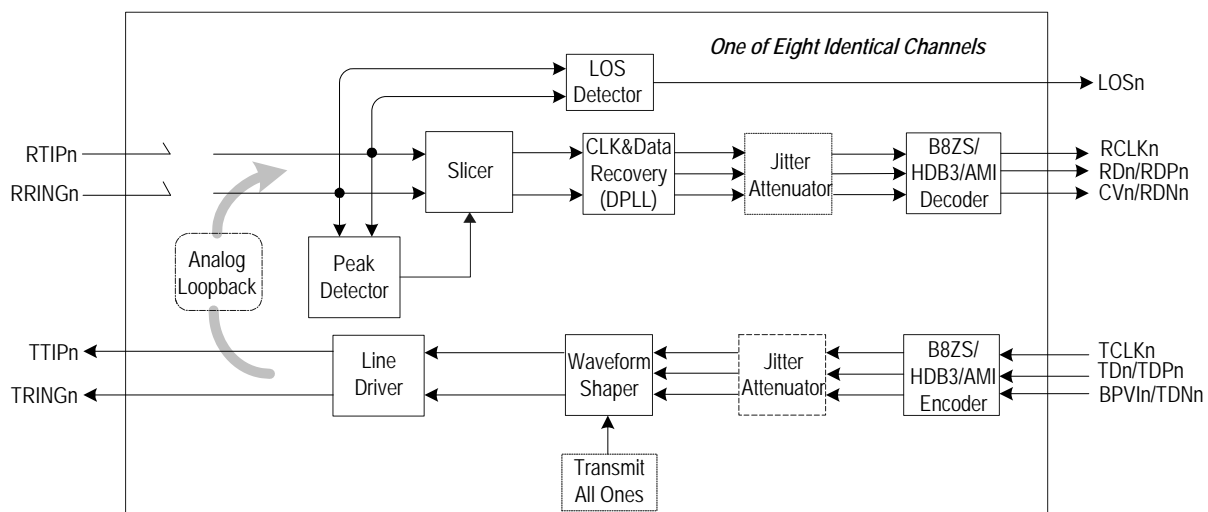 One of Eight Identical Channels
LOS
Detector
LOSn
RTIPn
RRINGn
Slicer
CLK&Data
Recovery
(DPLL)
Jitter
Attenuator
B8ZS/
HDB3/AMI
Decoder
RCLKn
RDn/RDPn
CVn/RDNn
Analog
Loopback
Peak
Detector
TTIPn
TRINGn
Line
Driver
Waveform
Shaper
Jitter
Attenuator
B8ZS/
HDB3/AMI
Encoder
TCLKn
TDn/TDPn
BPVIn/TDNn
Transmit
All Ones